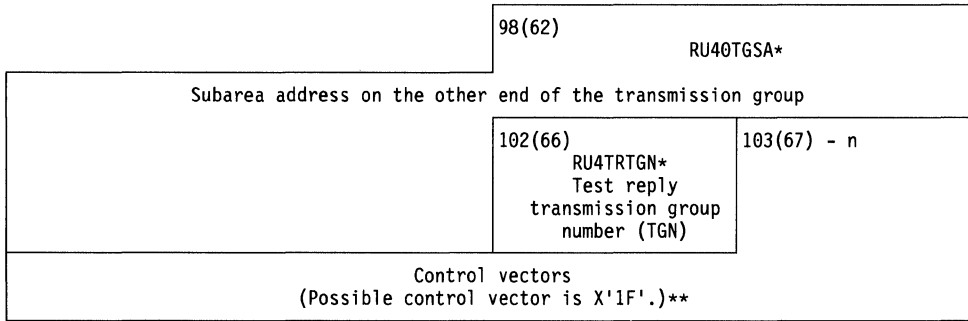 98(62)
RU40TGSA*
Subarea address on the other end of the transmission group
102(66)
RU4TRTGN*
Test reply
transmission group
number (TGN)
103(67) - n
Control vectors
(Possible control vector is X'1F'.)**